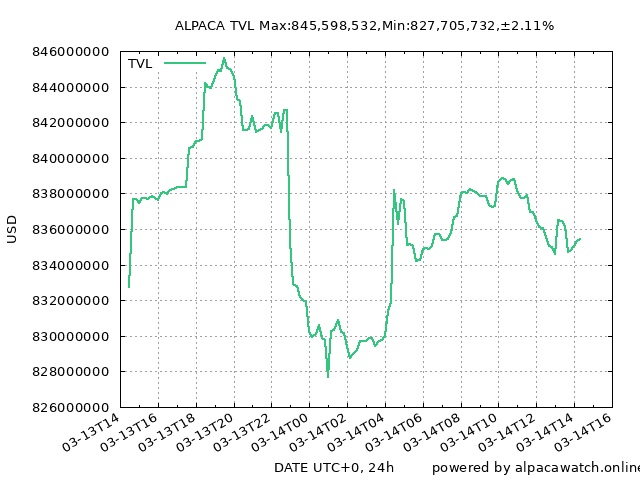 ALPACA TVL Max:845,598,532,Min:827,705,732,±2.11%
TVL
846000000
844000000
842000000
840000000
838000000
836000000
834000000
832000000
830000000
828000000
826000000
USD
03-13T14
03-13T16
03-13T18
03-13T20
03-13T22
03-14T00
03-14T02
03-14T04
03-14T06
03-14T08
03-14T10
03-14T12
03-14T14
03-14T16
DATE UTC+0, 24h
powered by alpacawatch.online